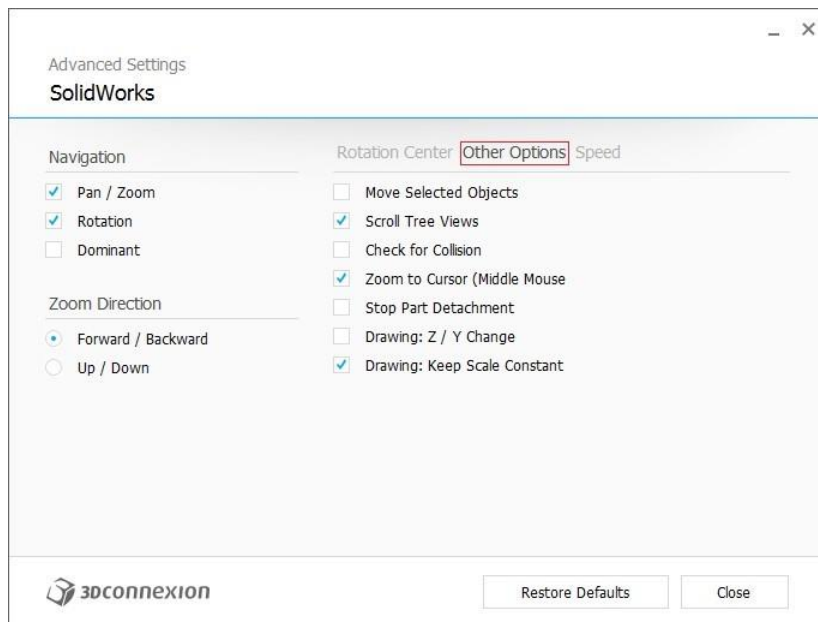 Advanced Settings
SolidWorks
Navigation
Pan / Zoom
Rotation
Dominant
Zoom Direction
Forward / Backward
Up / Down
Rotation Center Other Options Speed
Move Selected Objects
Scroll Tree Views
Check for Collision
Zoom to Cursor (Middle Mouse
Stop Part Detachment
Drawing: Z / Y Change
Drawing: Keep Scale Constant
3Dconnexion
Restore Defaults Close